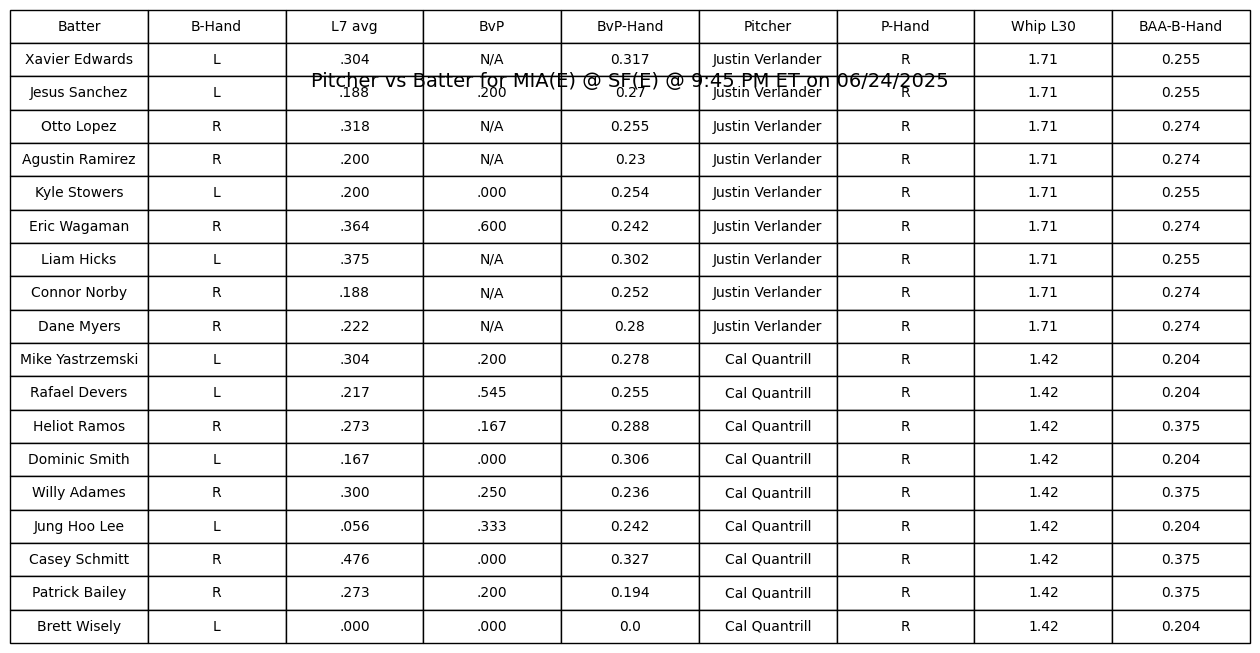 Batter B-Hand L7 avg BvP BvP-Hand Pitcher P-Hand Whip L30 BAA-B-Hand
Xavier Edwards L .304 N/A 0.317 Justin Verlander R 1.71 0.255
Pitcher vs Batter for MIA(E) @ SF(E) @ 9:45 PM ET on 06/24/2025
Jesus Sanchez L .188 .200 0.27 Justin Verlander R 1.71 0.255
Otto Lopez R .318 N/A 0.255 Justin Verlander R 1.71 0.274
Agustin Ramirez R .200 N/A 0.23 Justin Verlander R 1.71 0.274
Kyle Stowers L .200 .000 0.254 Justin Verlander R 1.71 0.255
Eric Wagaman R .364 .600 0.242 Justin Verlander R 1.71 0.274
Liam Hicks L .375 N/A 0.302 Justin Verlander R 1.71 0.255
Connor Norby R .188 N/A 0.252 Justin Verlander R 1.71 0.274
Dane Myers R .222 N/A 0.28 Justin Verlander R 1.71 0.274
Mike Yastrzemski L .304 .200 0.278 Cal Quantrill R 1.42 0.204
Rafael Devers L .217 .545 0.255 Cal Quantrill R 1.42 0.204
Heliot Ramos R .273 .167 0.288 Cal Quantrill R 1.42 0.375
Dominic Smith L .167 .000 0.306 Cal Quantrill R 1.42 0.204
Willy Adames R .300 .250 0.236 Cal Quantrill R 1.42 0.375
Jung Hoo Lee L .056 .333 0.242 Cal Quantrill R 1.42 0.204
Casey Schmitt R .476 .000 0.327 Cal Quantrill R 1.42 0.375
Patrick Bailey R .273 .200 0.194 Cal Quantrill R 1.42 0.375
Brett Wisely L .000 .000 0.0 Cal Quantrill R 1.42 0.204